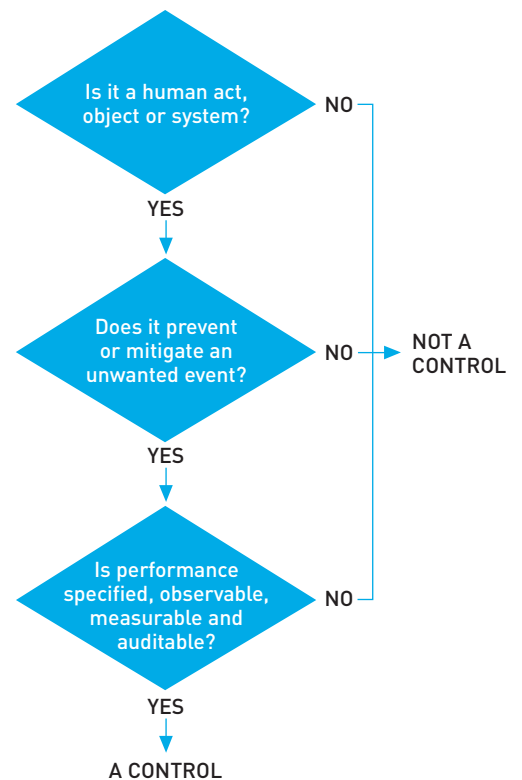 Is it a human act,
object or system?
NO
YES
Does it prevent
or mitigate an
unwanted event?
NO
NOT A
CONTROL
YES
Is performance
specified, observable,
measurable and
auditable?
NO
YES
A CONTROL